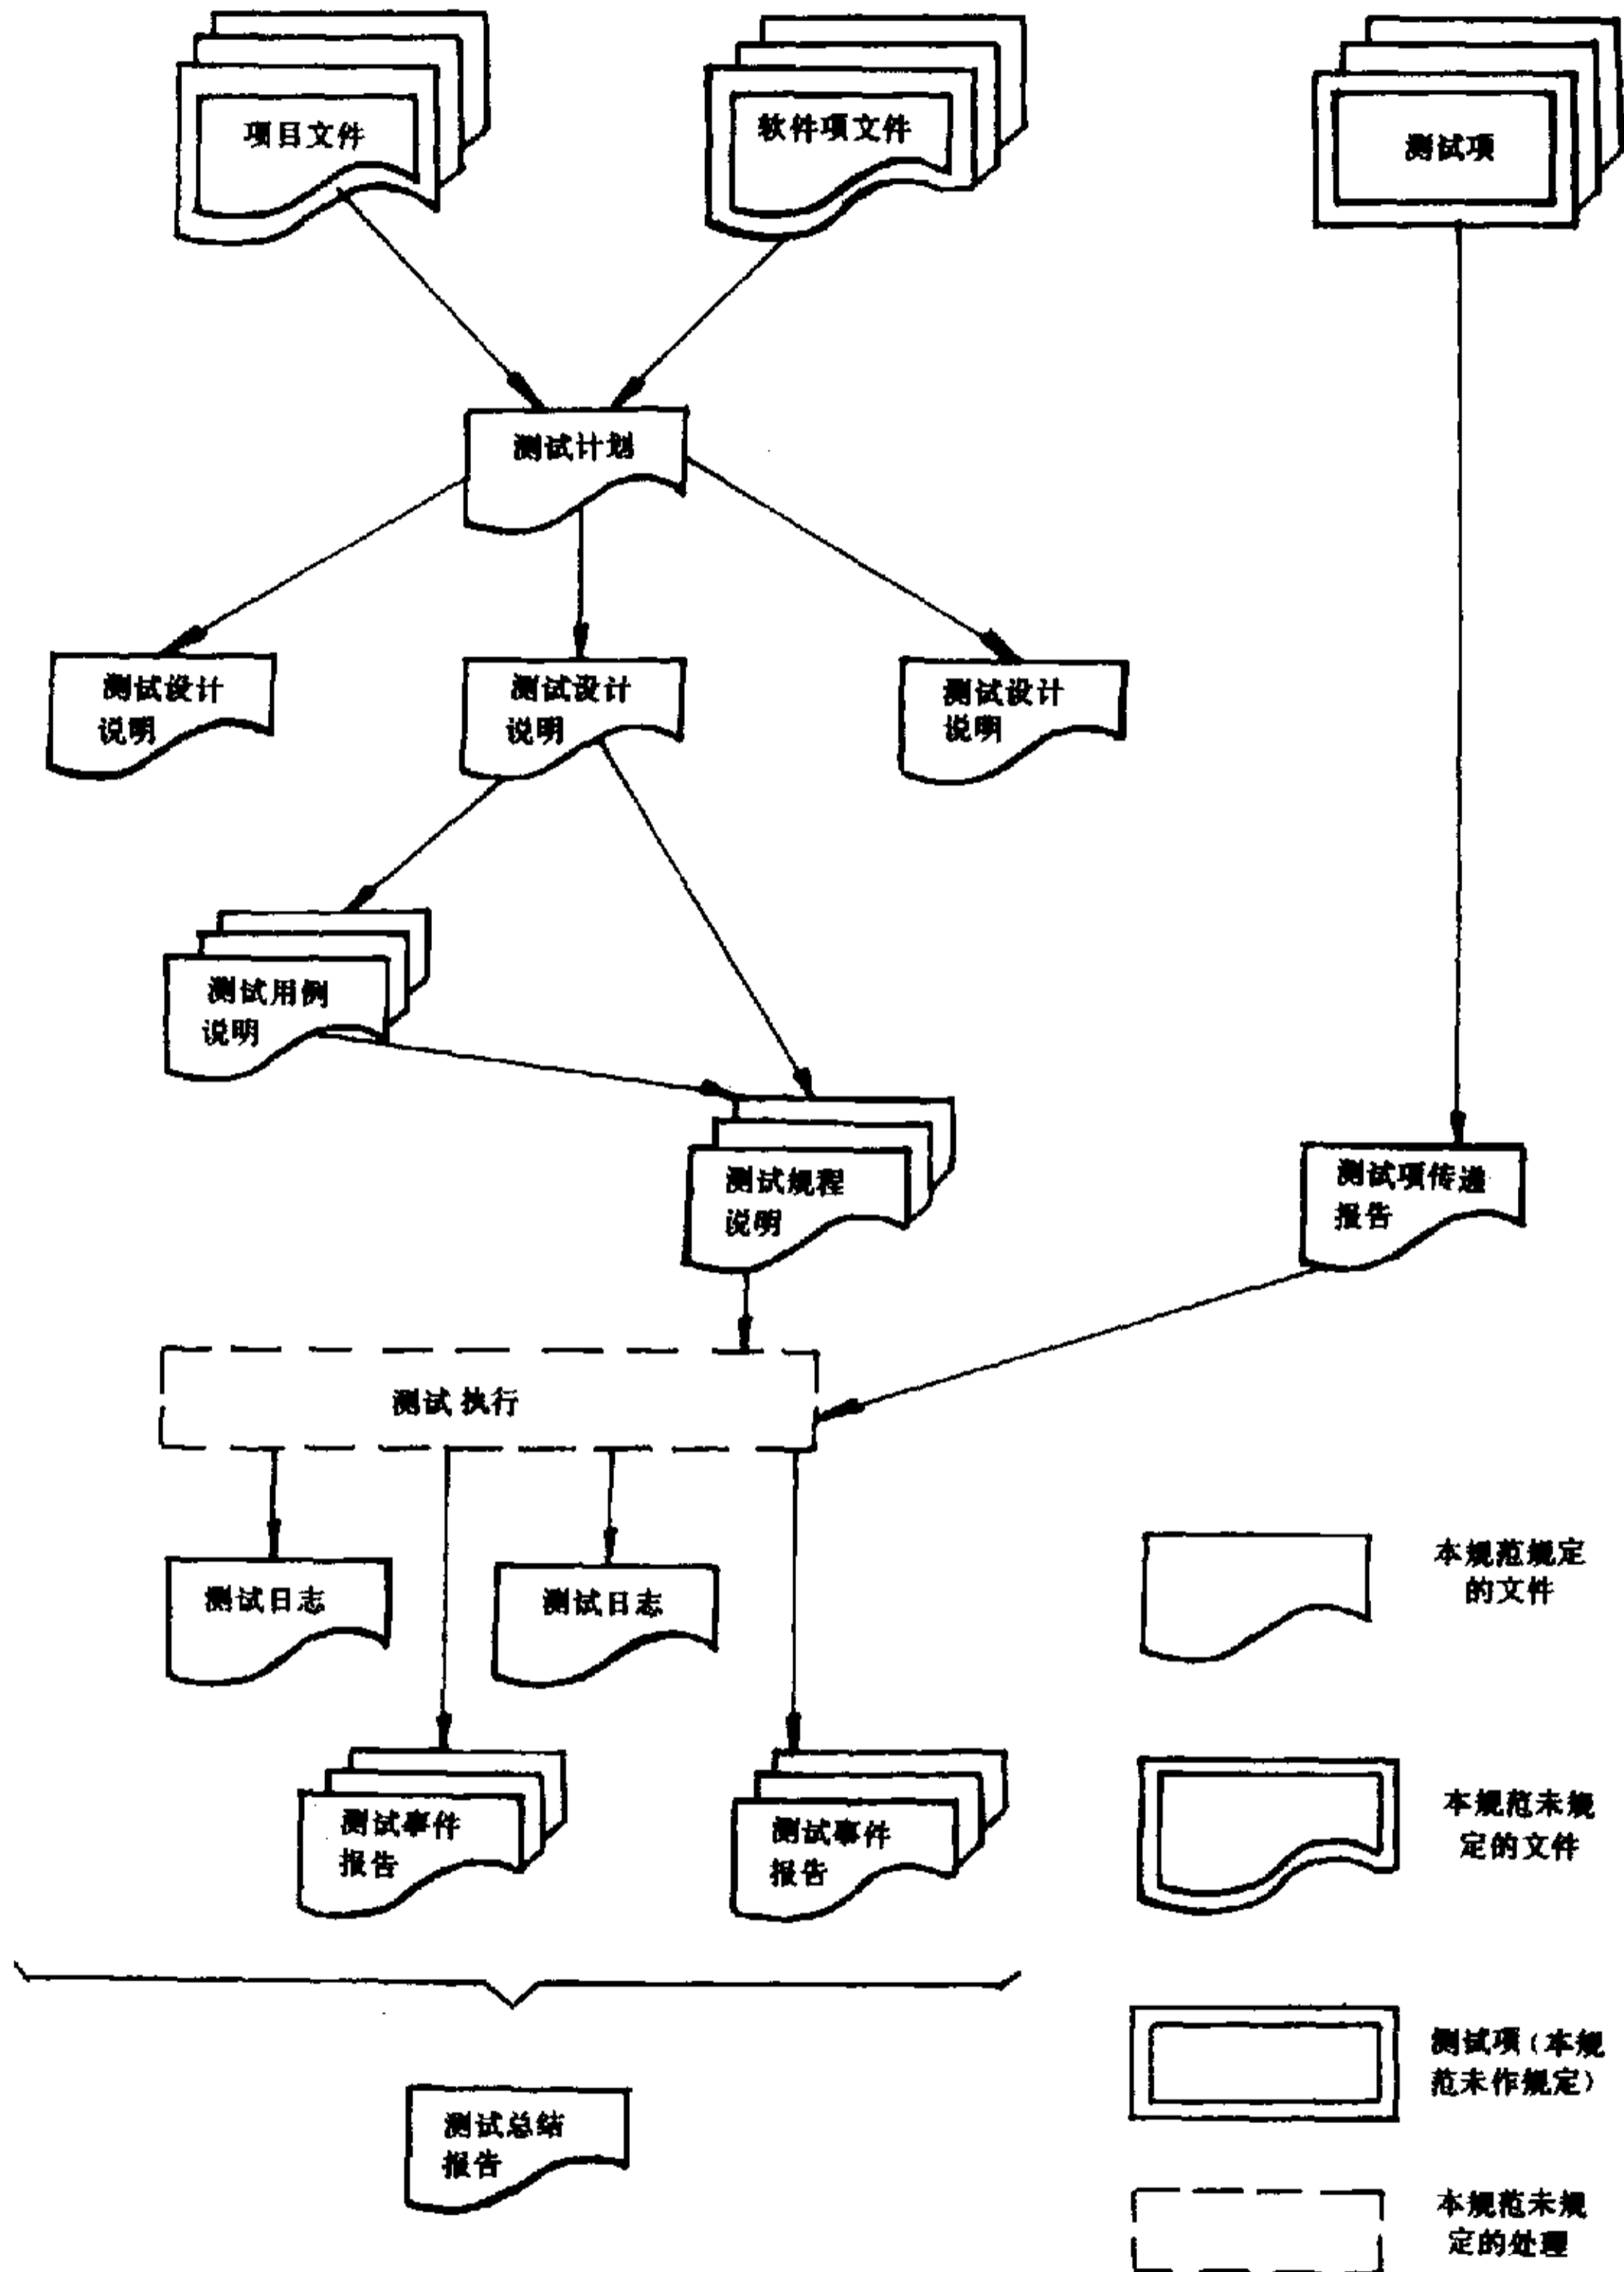 项目文件
软件项文件
测试项
测试计划
测试设计
说明
测试设计
说明
测试设计
说明
测试用例
说明
测试规程
说明
测试项传递
报告
测试执行
测试日志
测试日志
本规范规定
的文件
测试事件
报告
测试事件
报告
本规范未规
定的文件
测试项(本规
范未作规定)
测试总结
报告
本规范未规
定的处理